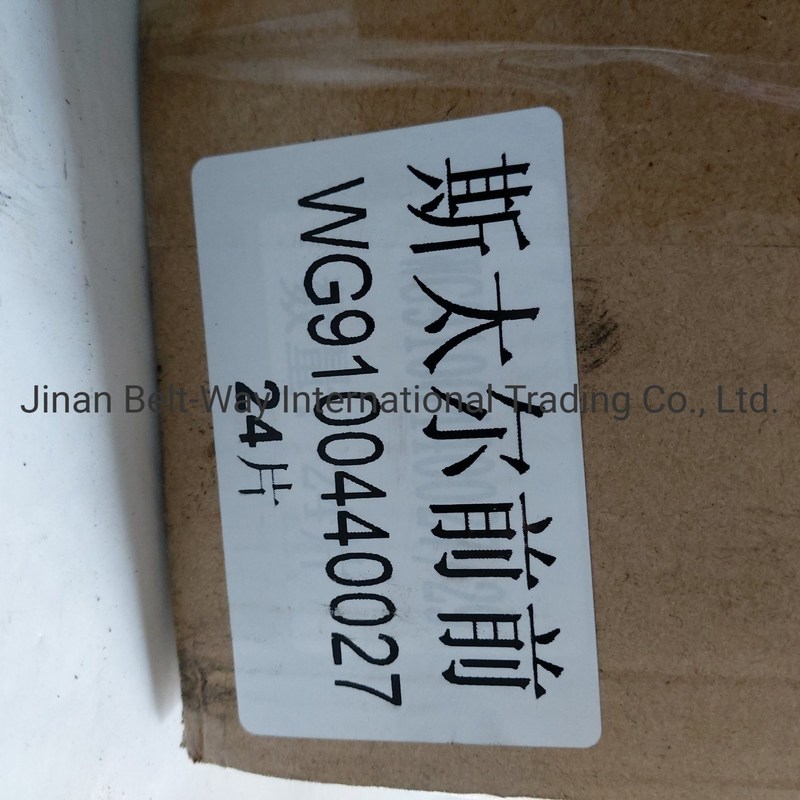 斯太尔前前
WG9100440027
24片
Jinan Belt-Way International Trading Co., Ltd.